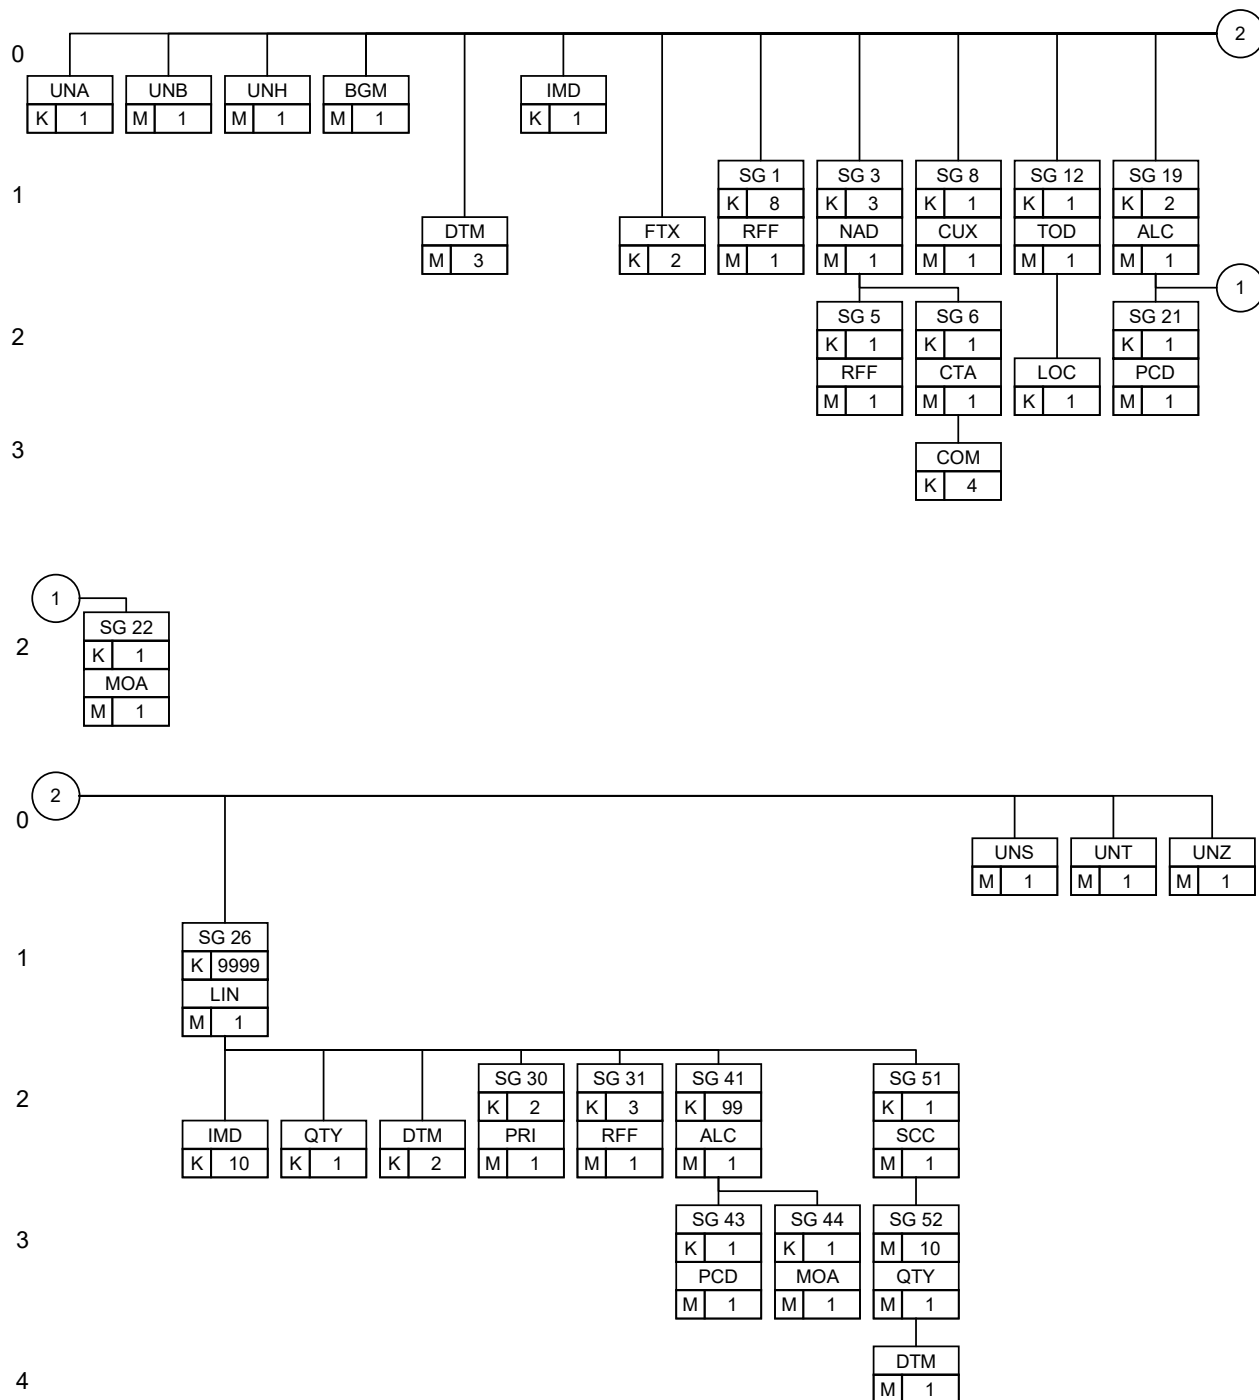 2
0
UNA UNB UNH BGM IMD
K 1 M 1 M 1 M 1 K 1
SG 1 SG 3 SG 8 SG 12 SG 19
1
K 8 K 3 K 1 K 1 K 2
DTM FTX RFF NAD CUX TOD ALC
M 3 K 2 M 1 M 1 M 1 M 1 M 1
1
SG 5 SG 6 SG 21
2
K 1 K 1 K 1
RFF CTA LOC PCD
M 1 M 1 K 1 M 1
3
COM
K 4
1
SG 22
2
K 1
MOA
M 1
2
0
UNS UNT UNZ
M 1 M 1 M 1
SG 26
1
K 9999
LIN
M 1
SG 30 SG 31 SG 41 SG 51
2
K 2 K 3 K 99 K 1
IMD QTY DTM PRI RFF ALC SCC
K 10 K 1 K 2 M 1 M 1 M 1 M 1
SG 43 SG 44 SG 52
3
K 1 K 1 M 10
PCD MOA QTY
M 1 M 1 M 1
DTM
4
M 1